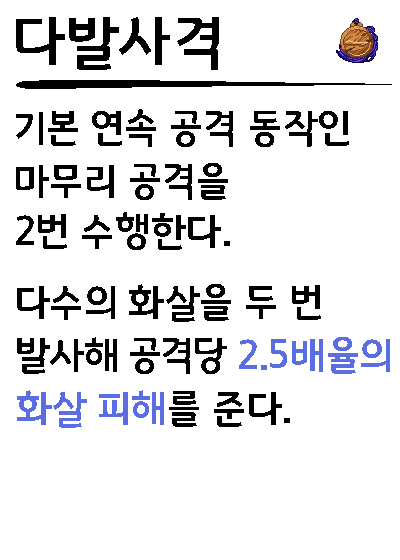 다발사격
기본 연속 공격 동작인
마무리 공격을
2번 수행한다.
다수의 화살을 두 번
발사해 공격당 2.5배율의
화살 피해를 준다.